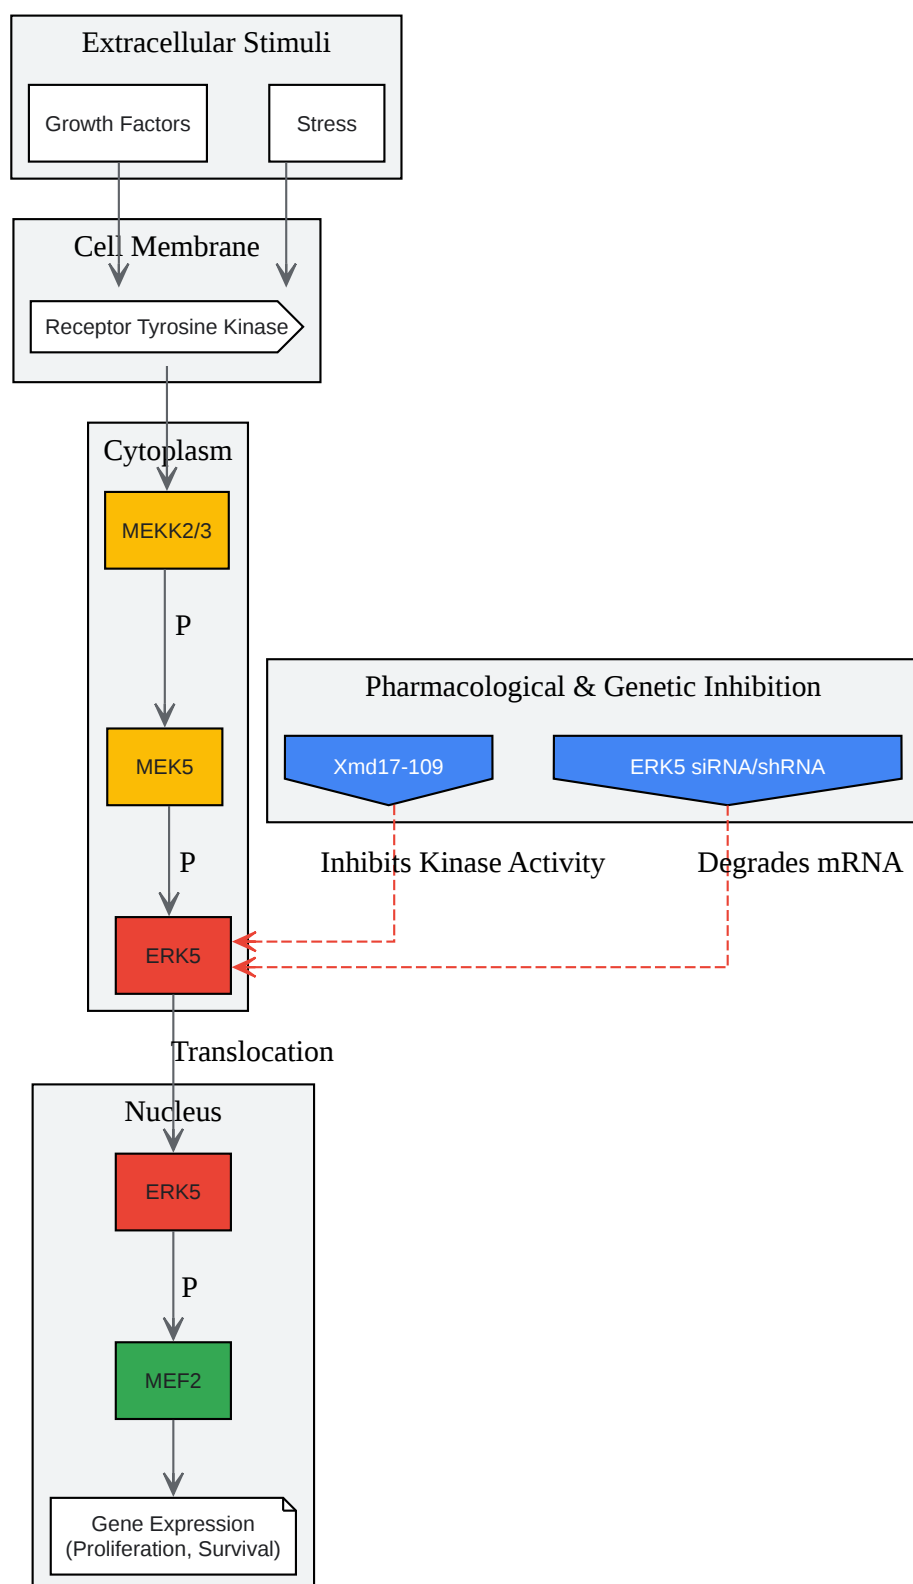 Extracellular Stimuli
Growth Factors
Stress
Cell Membrane
Receptor Tyrosine Kinase
Cytoplasm
MEKK2/3
P
Pharmacological & Genetic Inhibition
MEK5
Xmd17-109
ERK5 siRNA/shRNA
P
Inhibits Kinase Activity
Degrades mRNA
ERK5
Translocation
Nucleus
ERK5
P
MEF2
Gene Expression
(Proliferation, Survival)